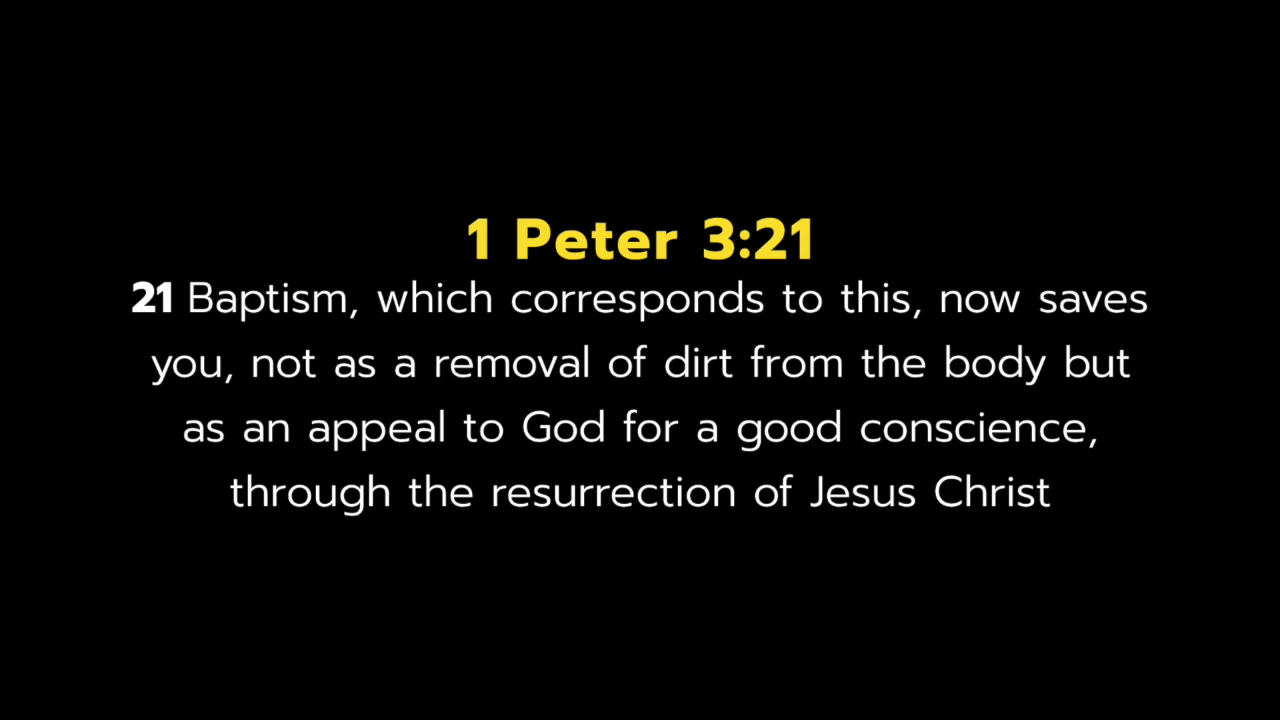 1 Peter 3:21
21 Baptism, which corresponds to this, now saves
you, not as a removal of dirt from the body but
as an appeal to God for a good conscience,
through the resurrection of Jesus Christ